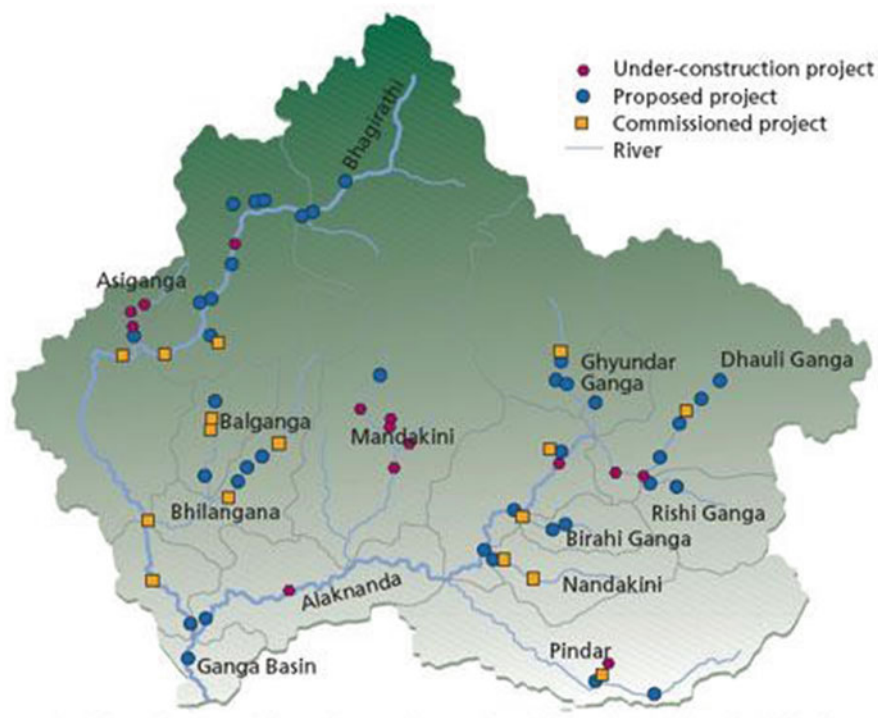 Under-construction project
Proposed project
Commissioned project
River
Bhagirathi
Asiganga
Ghyundar
Ganga
Dhauli Ganga
Balganga
Mandakini
Bhilangana
Rishi Ganga
Birahi Ganga
Nandakini
Alaknanda
Pindar
Ganga Basin